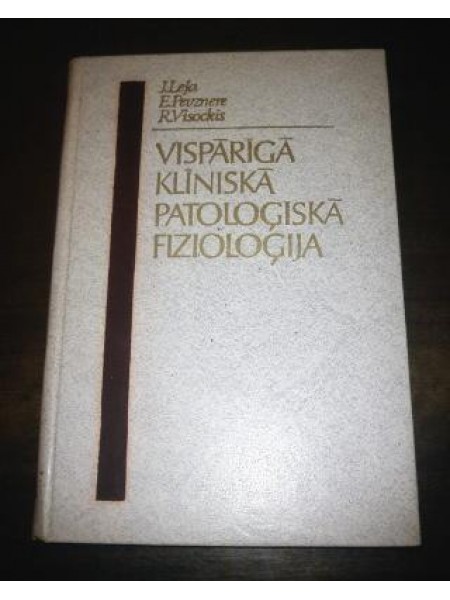 J.Leja
E.Pevznere
R.Visockis
VISPĀRĪGĀ
KLĪNISKĀ
PATOLOĢISKĀ
FIZIOLOĢIJA